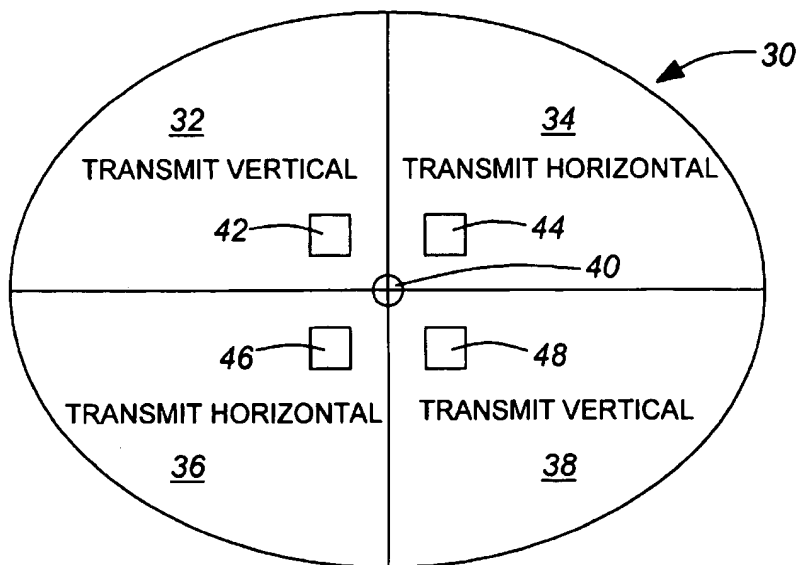 30
32
34
TRANSMIT VERTICAL
TRANSMIT HORIZONTAL
42
44
40
46
48
TRANSMIT HORIZONTAL
TRANSMIT VERTICAL
36
38